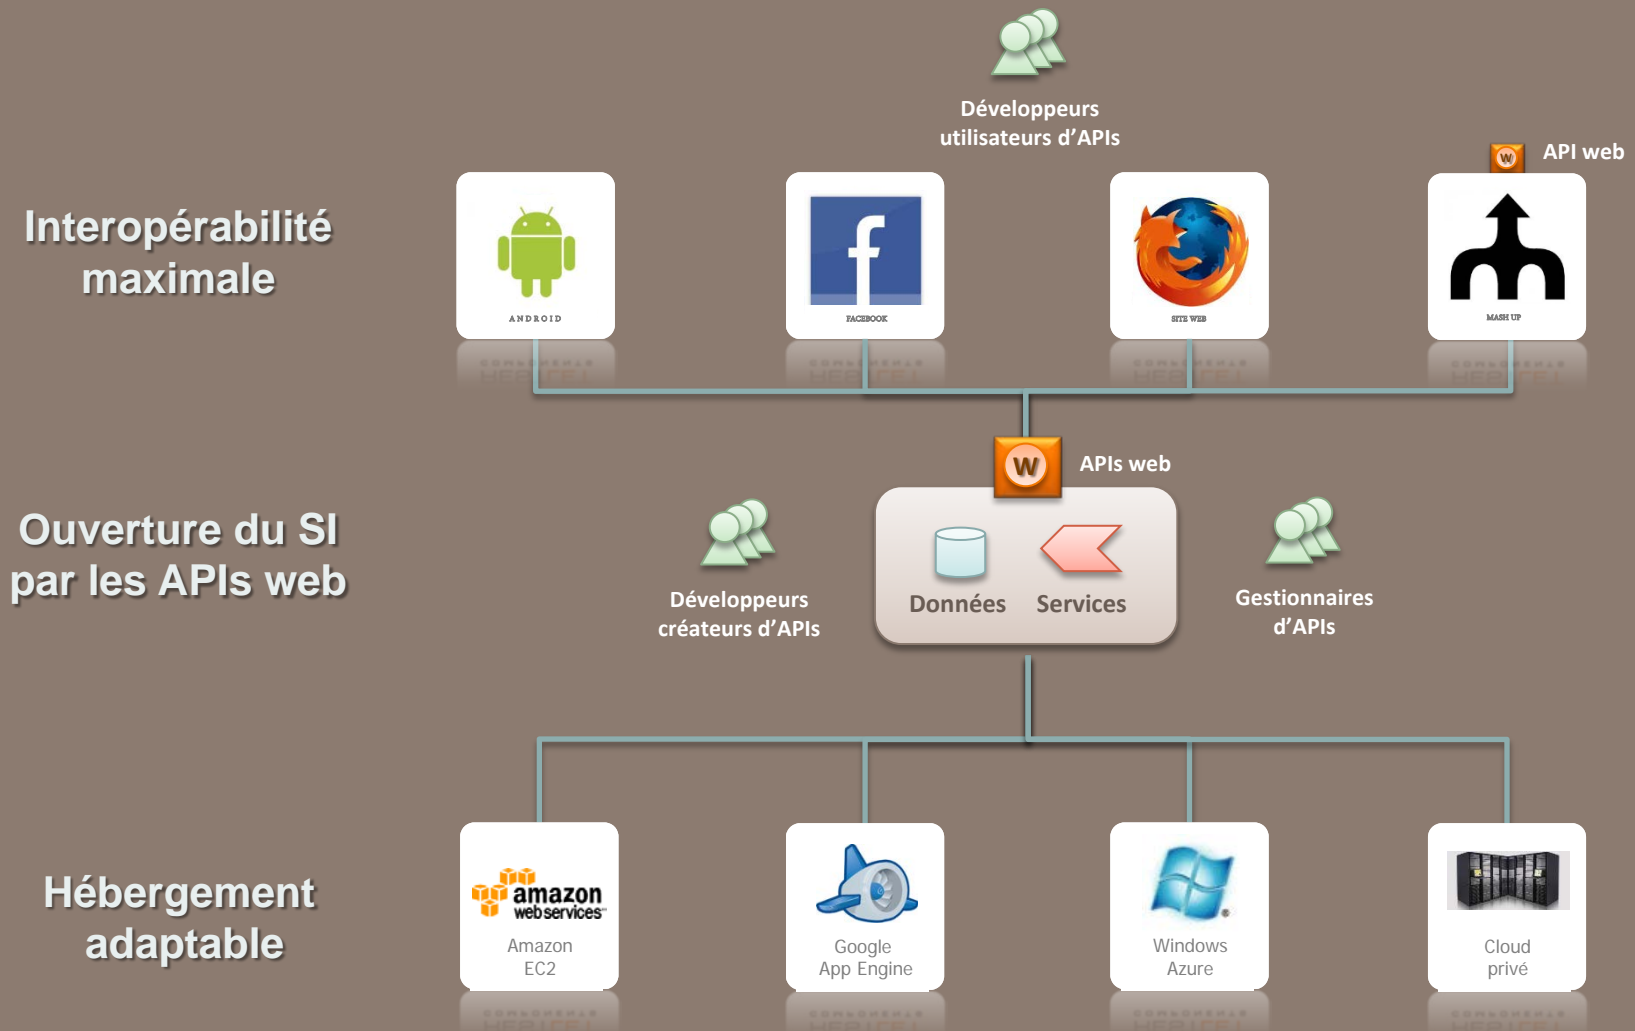 Développeurs
utilisateurs d'APIs
W
API web
Interopérabilité
maximale
ANDROID
FACEBOOK
SITE WEB
MASH UP
W
APIs web
Ouverture du SI
par les APIs web
Développeurs
créateurs d'APIs
Données
Services
Gestionnaires
d'APIs
Hébergement
adaptable
amazon
webservices
Amazon
EC2
Google
App Engine
Windows
Azure
Cloud
privé